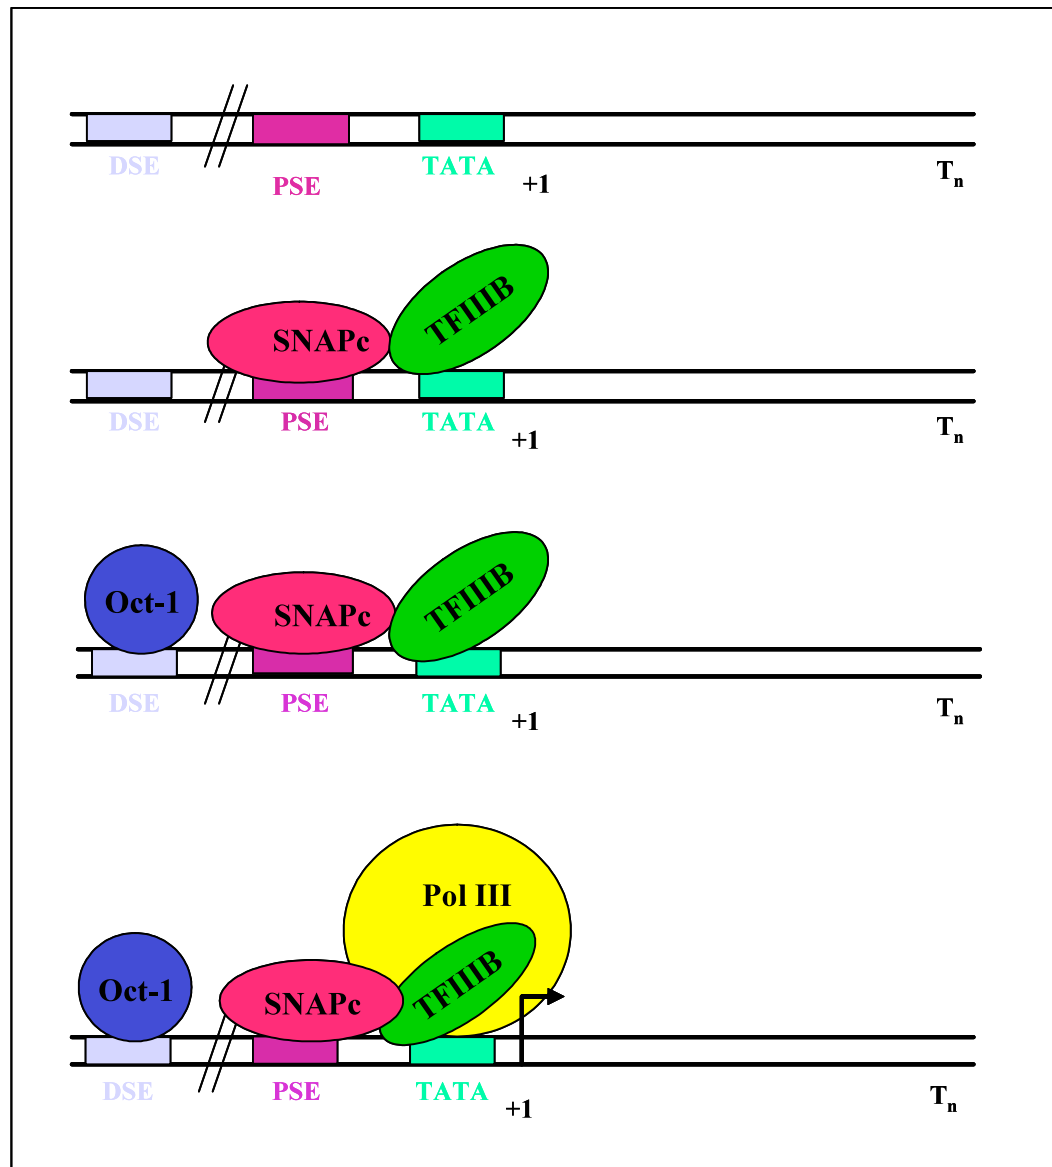 DSE
PSE
TATA
+1
Tn
SNAPc
TFIIIB
DSE
PSE
TATA
+1
Tn
Oct-1
SNAPc
TFIIIB
DSE
PSE
TATA
+1
Tn
Pol III
Oct-1
SNAPc
TFIIIB
DSE
PSE
TATA
+1
Tn